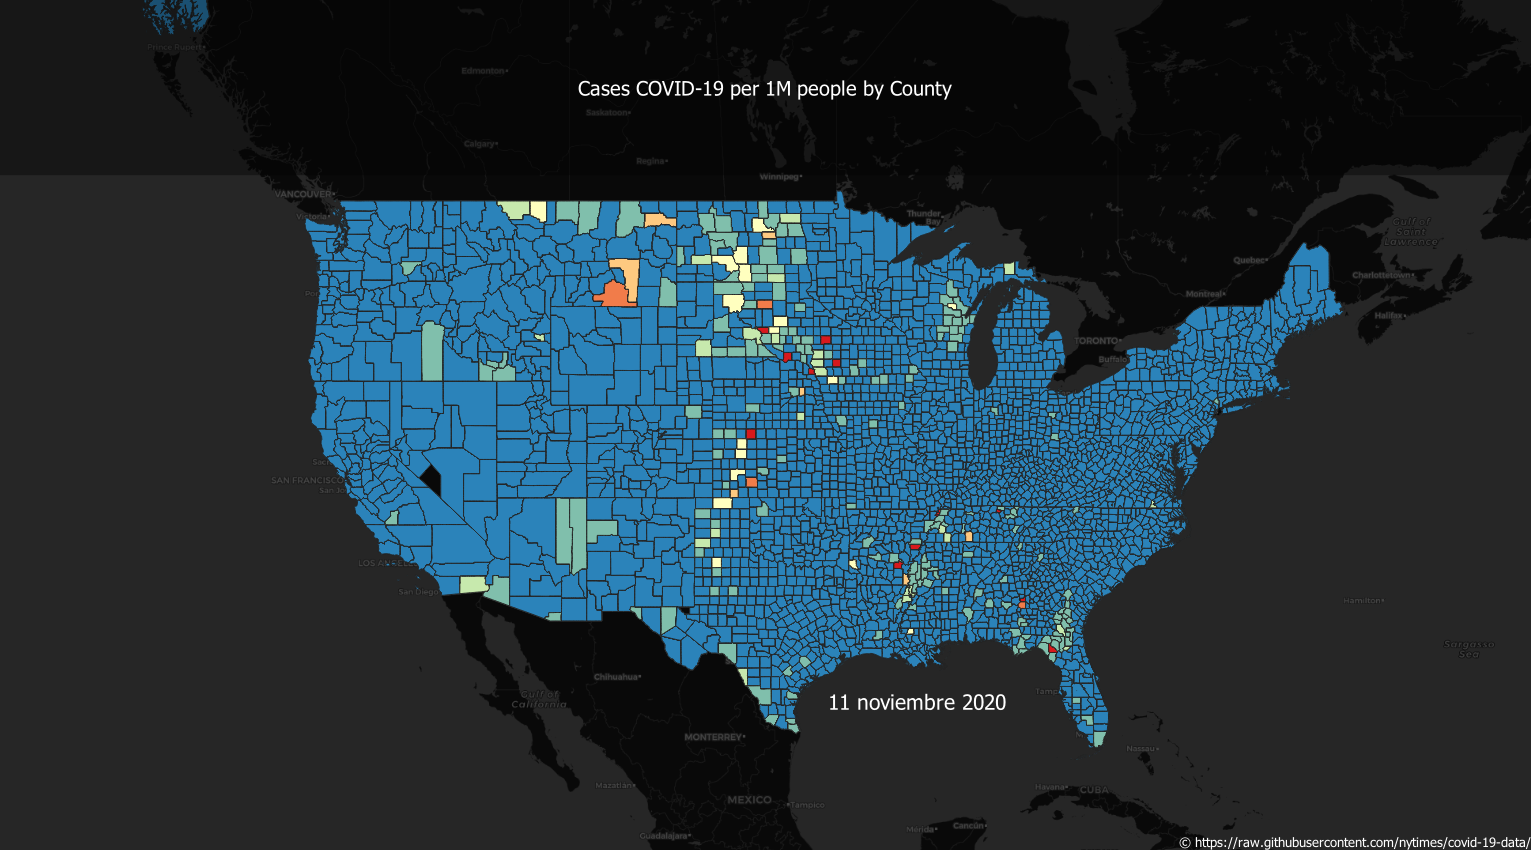 Prince Rupert
Edmonton
Cases COVID-19 per 1M people by County
Saskatoon
Calgary
Regina
Winnipeg
VANCOUVER
Victoria
Thunder
Bay
Gulf of
Saint
Lawrence
Quebec
Charlottetown
Montreal
Halifax
TORONTO
Buffalo
SAN FRANCISCO
San Jo
LOS ANGELES
San Diego
Hamilton
Sargasso
Sea
Chihuahua
Gulf of
California
Tampa
11 noviembre 2020
MONTERREY
Nassau
Mazatlán
Havana
CUBA
MEXICO
Tampico
Mérida
Cancún
Guadalajara
© https://raw.githubusercontent.com/nytimes/covid-19-data/